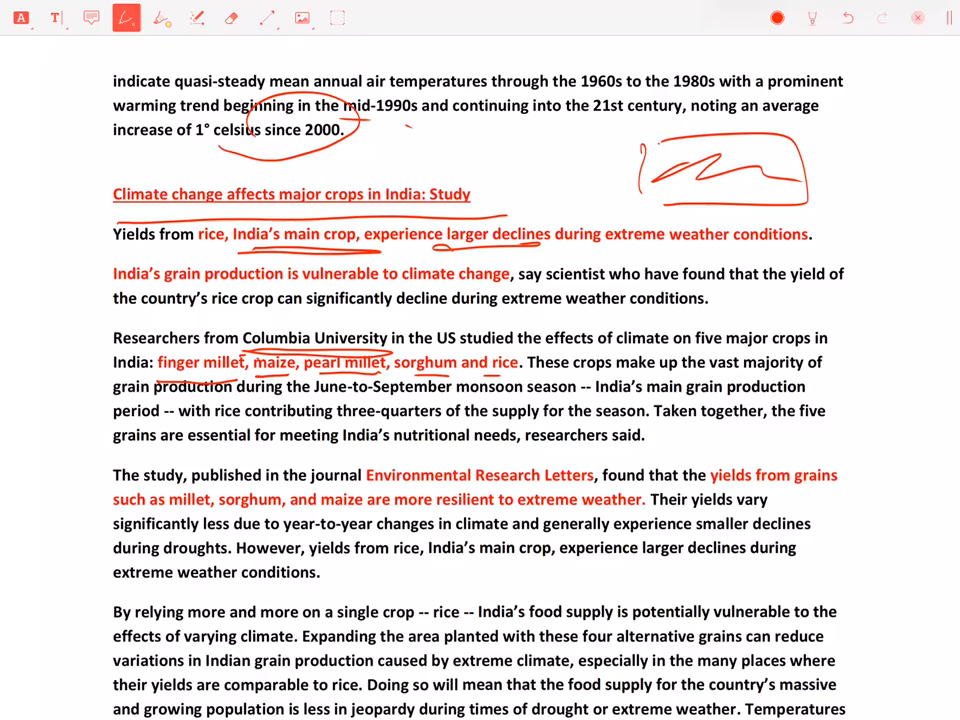 A T
indicate quasi-steady mean annual air temperatures through the 1960s to the 1980s with a prominent
warming trend beginning in the mid-1990s and continuing into the 21st century, noting an average
increase of 1° celsius since 2000.
Climate change affects major crops in India: Study
Yields from rice, India’s main crop, experience larger declines during extreme weather conditions.
India’s grain production is vulnerable to climate change, say scientist who have found that the yield of
the country’s rice crop can significantly decline during extreme weather conditions.
Researchers from Columbia University in the US studied the effects of climate on five major crops in
India: finger millet, maize, pearl millet, sorghum and rice. These crops make up the vast majority of
grain production during the June-to-September monsoon season -- India’s main grain production
period -- with rice contributing three-quarters of the supply for the season. Taken together, the five
grains are essential for meeting India’s nutritional needs, researchers said.
The study, published in the journal Environmental Research Letters, found that the yields from grains
such as millet, sorghum, and maize are more resilient to extreme weather. Their yields vary
significantly less due to year-to-year changes in climate and generally experience smaller declines
during droughts. However, yields from rice, India’s main crop, experience larger declines during
extreme weather conditions.
By relying more and more on a single crop -- rice -- India’s food supply is potentially vulnerable to the
effects of varying climate. Expanding the area planted with these four alternative grains can reduce
variations in Indian grain production caused by extreme climate, especially in the many places where
their yields are comparable to rice. Doing so will mean that the food supply for the country’s massive
and growing population is less in jeopardy during times of drought or extreme weather. Temperatures